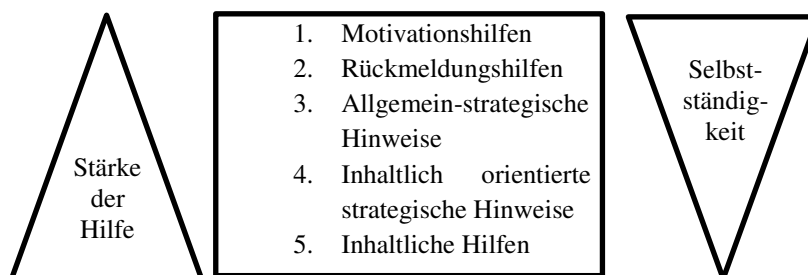 Stärke
der
Hilfe
1. Motivationshilfen
2. Rückmeldungshilfen
3. Allgemein-strategische
Hinweise
4. Inhaltlich orientierte
strategische Hinweise
5. Inhaltliche Hilfen
Selbst-
ständig-
keit